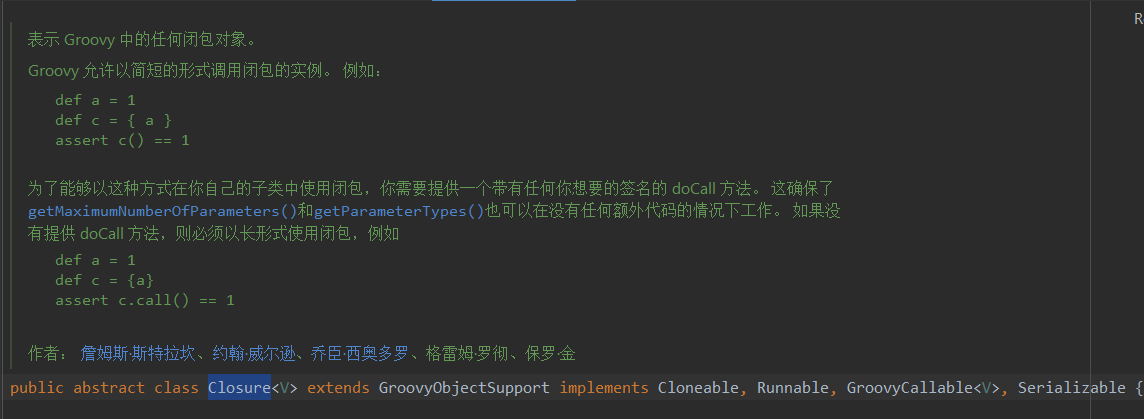 R
表示 Groovy 中的任何闭包对象。
Groovy 允许以简短的形式调用闭包的实例。 例如：
def a = 1
def c = { a }
assert c() == 1
为了能够以这种方式在你自己的子类中使用闭包，你需要提供一个带有任何你想要的签名的 doCall 方法。 这确保了
getMaximumNumberOfParameters()和getParameterTypes()也可以在没有任何额外代码的情况下工作。 如果没
有提供 doCall 方法，则必须以长形式使用闭包，例如
def a = 1
def c = {a}
assert c.call() == 1
作者： 詹姆斯·斯特拉坎、约翰·威尔逊、乔臣·西奥多罗、格雷姆·罗彻、保罗·金
public abstract class Closure<V> extends GroovyObjectSupport implements Cloneable, Runnable, GroovyCallable<V>, Serializable {